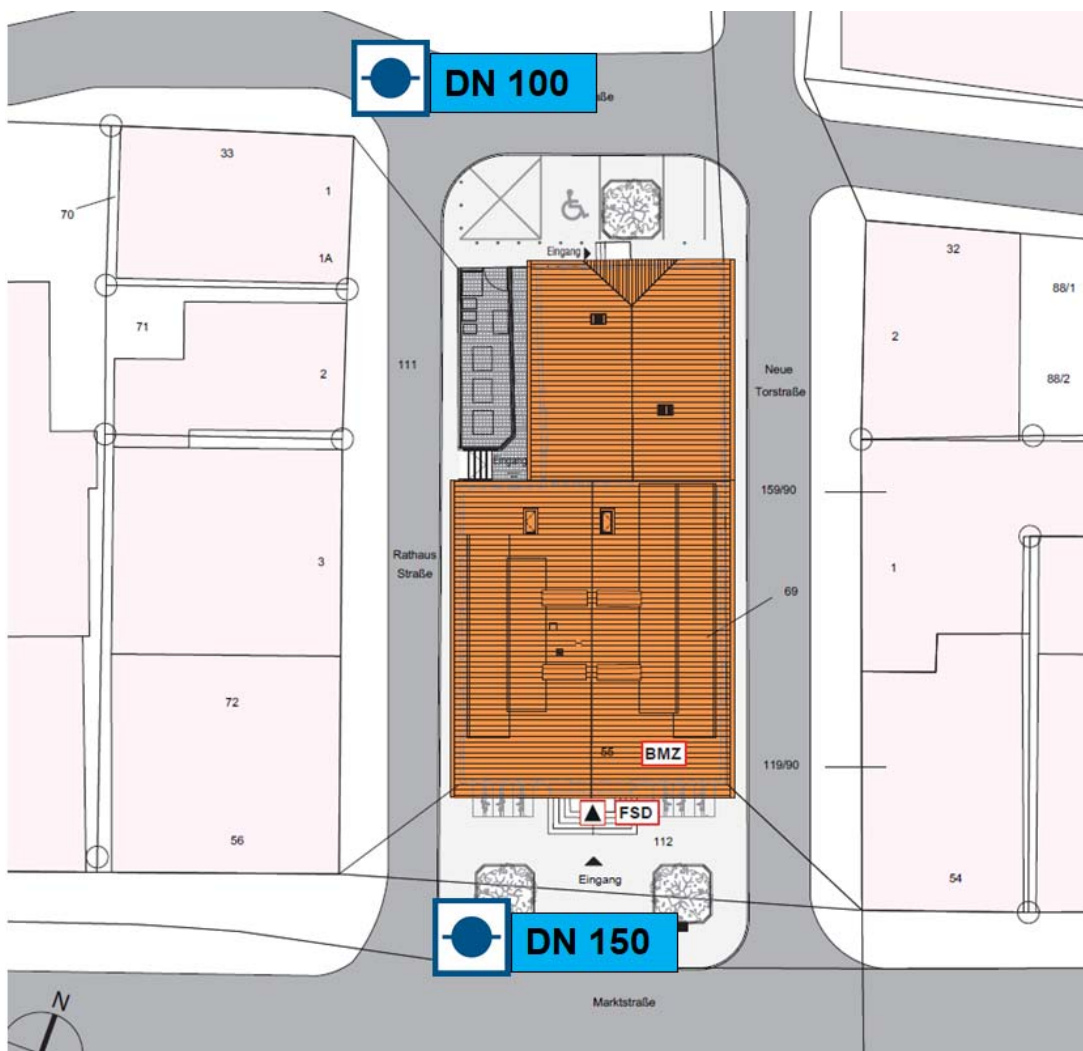 DN 100
aße
33
1
70
1A
Eingang
32
88/1
71
2
2
111
Neue
Torstraße
88/2
Eingang
159/90
Rathaus
Straße
3
1
69
72
55
BMZ
119/90
FSD
112
56
Eingang
54
DN 150
N
Marktstraße